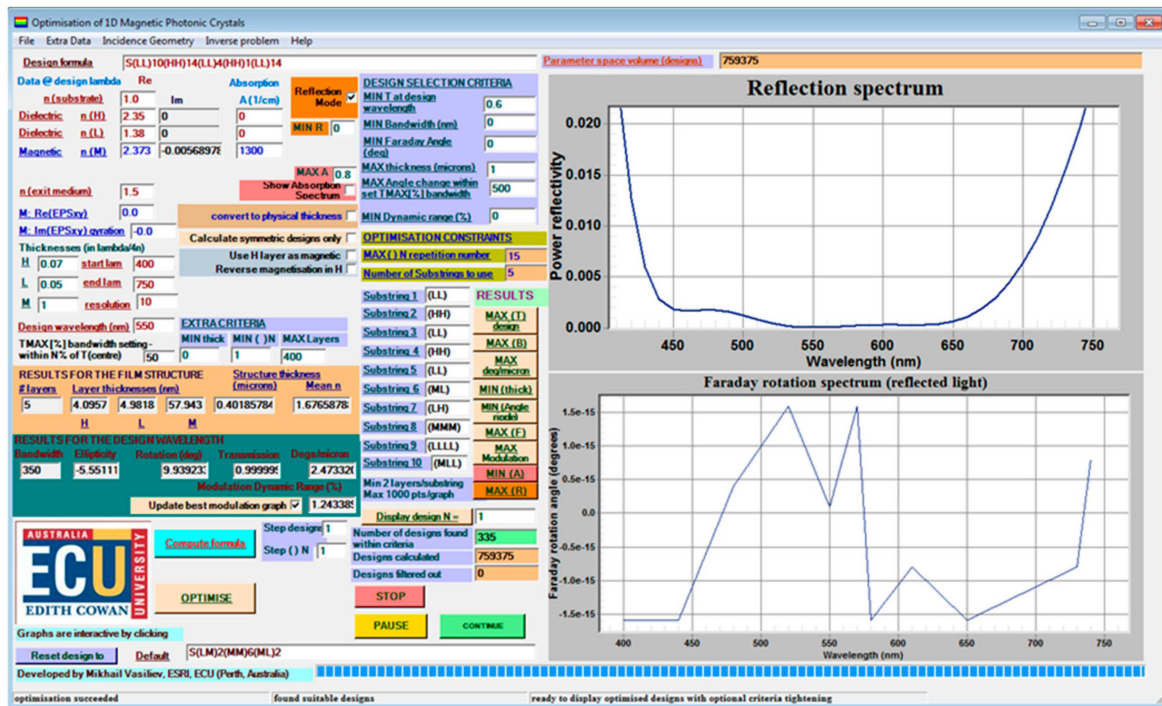 Optimisation of 1D Magnetic Photonic Crystals
File Extra Data Incidence Geometry Inverse problem Help
Design formula S(LL)10(HH)14(LL)4(HH)1(LL)14
Parameter space volume (designs) 759375
Data @ design lambda Re Im Absorption A (1/cm)
n (substrate) 1.0 0
Dielectric n (H) 2.35 0 0
Dielectric n (L) 1.38 0 0
Magnetic n (M) 2.373 -0.00568978 1300
n (exit medium) 1.5
M: Re(EPSxy) 0.0
M: Im(EPSxy) gyration -0.0
Reflection Mode
MIN R 0
MAX A 0.8
Show Absorption Spectrum
convert to physical thickness
Calculate symmetric designs only
Use H layer as magnetic
Reverse magnetisation in H
Thicknesses (in lambda/4n)
H 0.07 start lam 400
L 0.05 end lam 750
M 1 resolution 10
Design wavelength (nm) 550
TMAX[%] bandwidth setting - within N% of T(centre) 50
EXTRA CRITERIA
MIN thick MIN ( )N MAX Layers
0 1 400
DESIGN SELECTION CRITERIA
MIN T at design wavelength 0.6
MIN Bandwidth (nm) 0
MIN Faraday Angle (deg) 0
MAX thickness (microns) 1
MAX Angle change within set TMAX[%] bandwidth 500
MIN Dynamic range (%) 0
OPTIMISATION CONSTRAINTS
MAX ( ) N repetition number 15
Number of Substrings to use 5
Substring 1 (LL)
Substring 2 (HH)
Substring 3 (LL)
Substring 4 (HH)
Substring 5 (LL)
Substring 6 (ML)
Substring 7 (LH)
Substring 8 (MMM)
Substring 9 (LLLL)
Substring 10 (MLL)
Min 2 layers/substring
Max 1000 pts/graph
RESULTS
MAX (T) design
MAX (B)
MAX deg/micron
MIN (thick)
MIN (Angle mode)
MAX (F)
MAX Modulation
MIN (A)
MAX (R)
RESULTS FOR THE FILM STRUCTURE
# layers Layer thicknesses (nm) Structure thickness (microns) Mean n
5 4.0957 4.9818 57.943 0.40185784 1.6765878
H L M
RESULTS FOR THE DESIGN WAVELENGTH
Bandwidth Ellipticity Rotation (deg) Transmission Degs/micron
350 -5.55111 9.93923 0.99999 2.47332
Modulation Dynamic Range (%)
Update best modulation graph 1.24338
AUSTRALIA
ECU
EDITH COWAN
UNIVERSITY
Compute formula
Step designs 1
Step ( ) N 1
OPTIMISE
Display design N = 1
Number of designs found within criteria 335
Designs calculated 759375
Designs filtered out 0
STOP
PAUSE
CONTINUE
Graphs are interactive by clicking
Reset design to Default S(LM)2(MM)6(ML)2
Developed by Mikhail Vasiliev, ESRI, ECU (Perth, Australia)
optimisation succeeded found suitable designs ready to display optimised designs with optional criteria tightening
Reflection spectrum
Power reflectivity
0.020
0.015
0.010
0.005
0.000
450 500 550 600 650 700 750
Wavelength (nm)
Faraday rotation spectrum (reflected light)
Faraday rotation angle (degrees)
1.5e-15
1.0e-15
5.0e-16
0.0
-0.5e-15
-1.0e-15
-1.5e-15
400 450 500 550 600 650 700 750
Wavelength (nm)